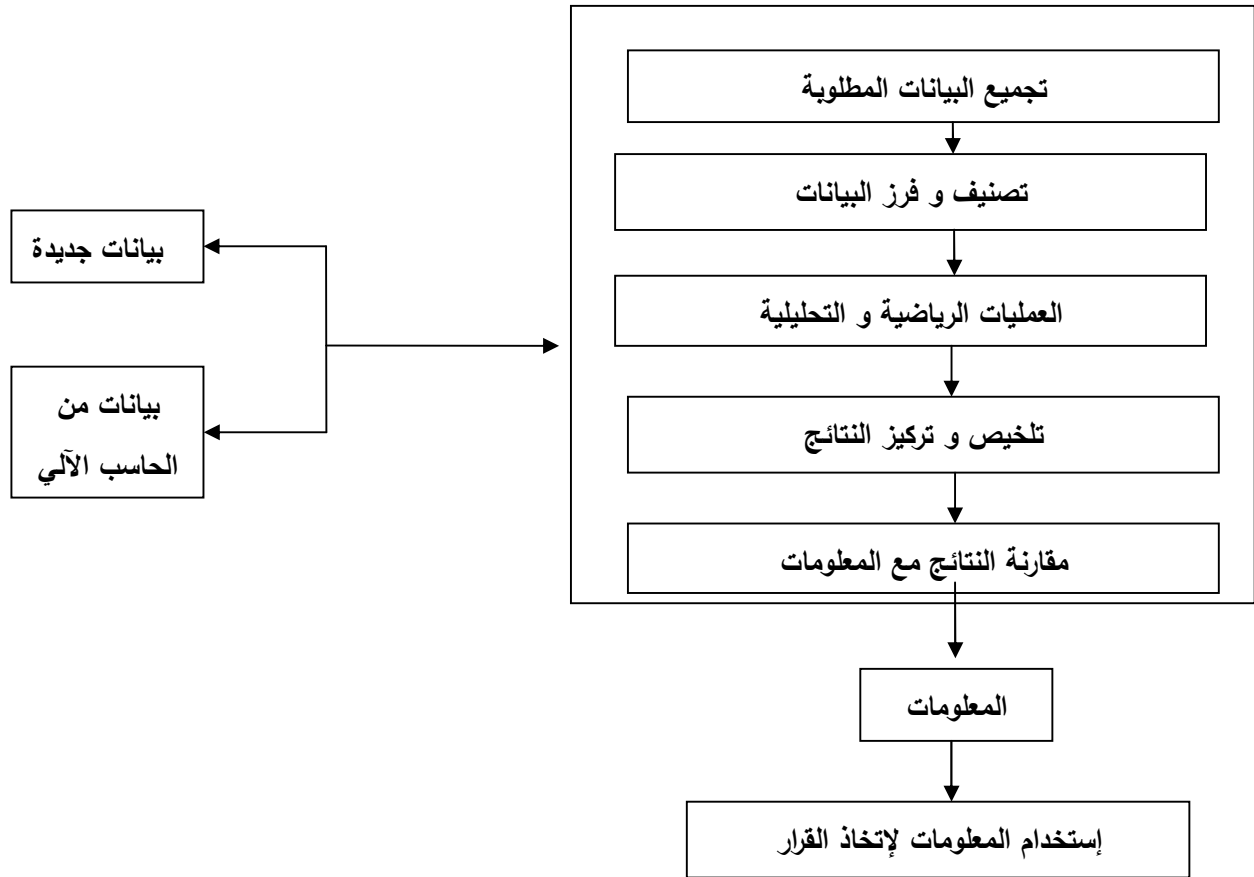 تجميع البيانات المطلوبة
تصنيف و فرز البيانات
بيانات جديدة
العمليات الرياضية و التحليلية
بيانات من
الحاسب الآلي
تلخيص و تركيز النتائج
مقارنة النتائج مع المعلومات
المعلومات
إستخدام المعلومات لإتخاذ القرار